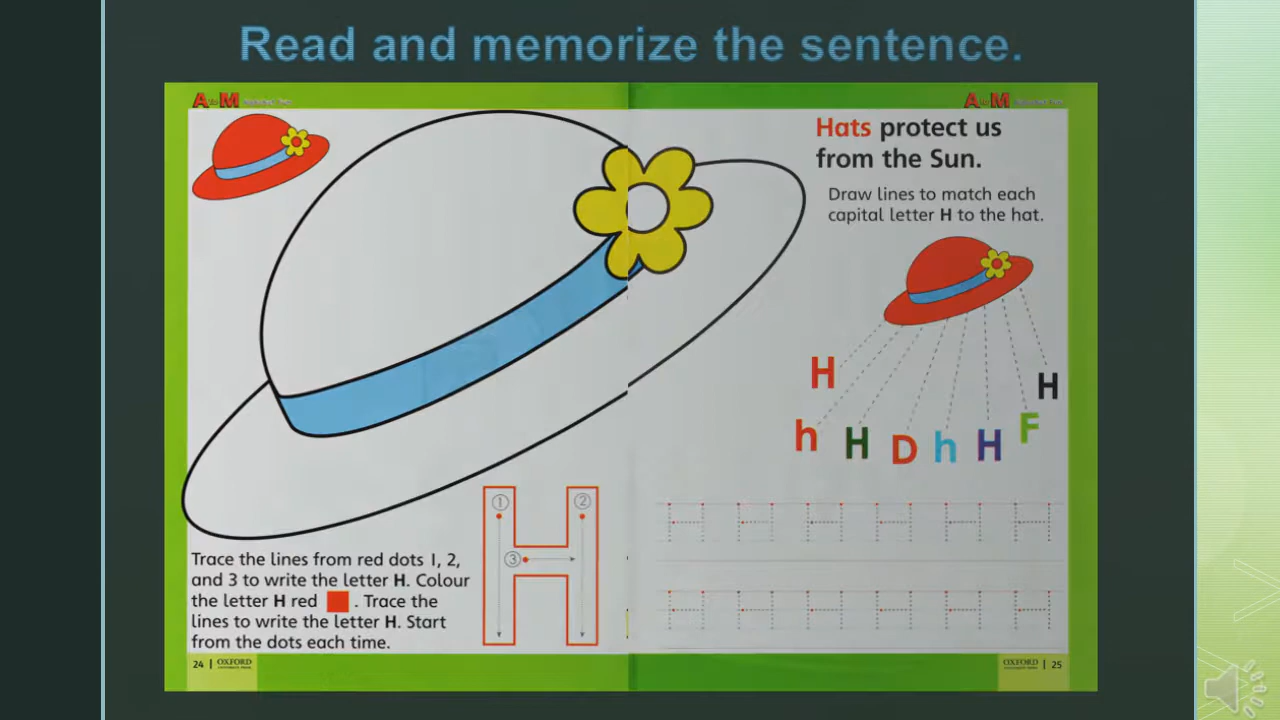 Read and memorize the sentence.
A to M
A to M
Hats protect us
from the Sun.
Draw lines to match each
capital letter H to the hat.
H
H
h H D h H F
1 2
3
Trace the lines from red dots 1, 2,
and 3 to write the letter H. Colour
the letter H red . Trace the
lines to write the letter H. Start
from the dots each time.
H H H H H H
H H H H H H
24 | OXFORD
OXFORD | 25